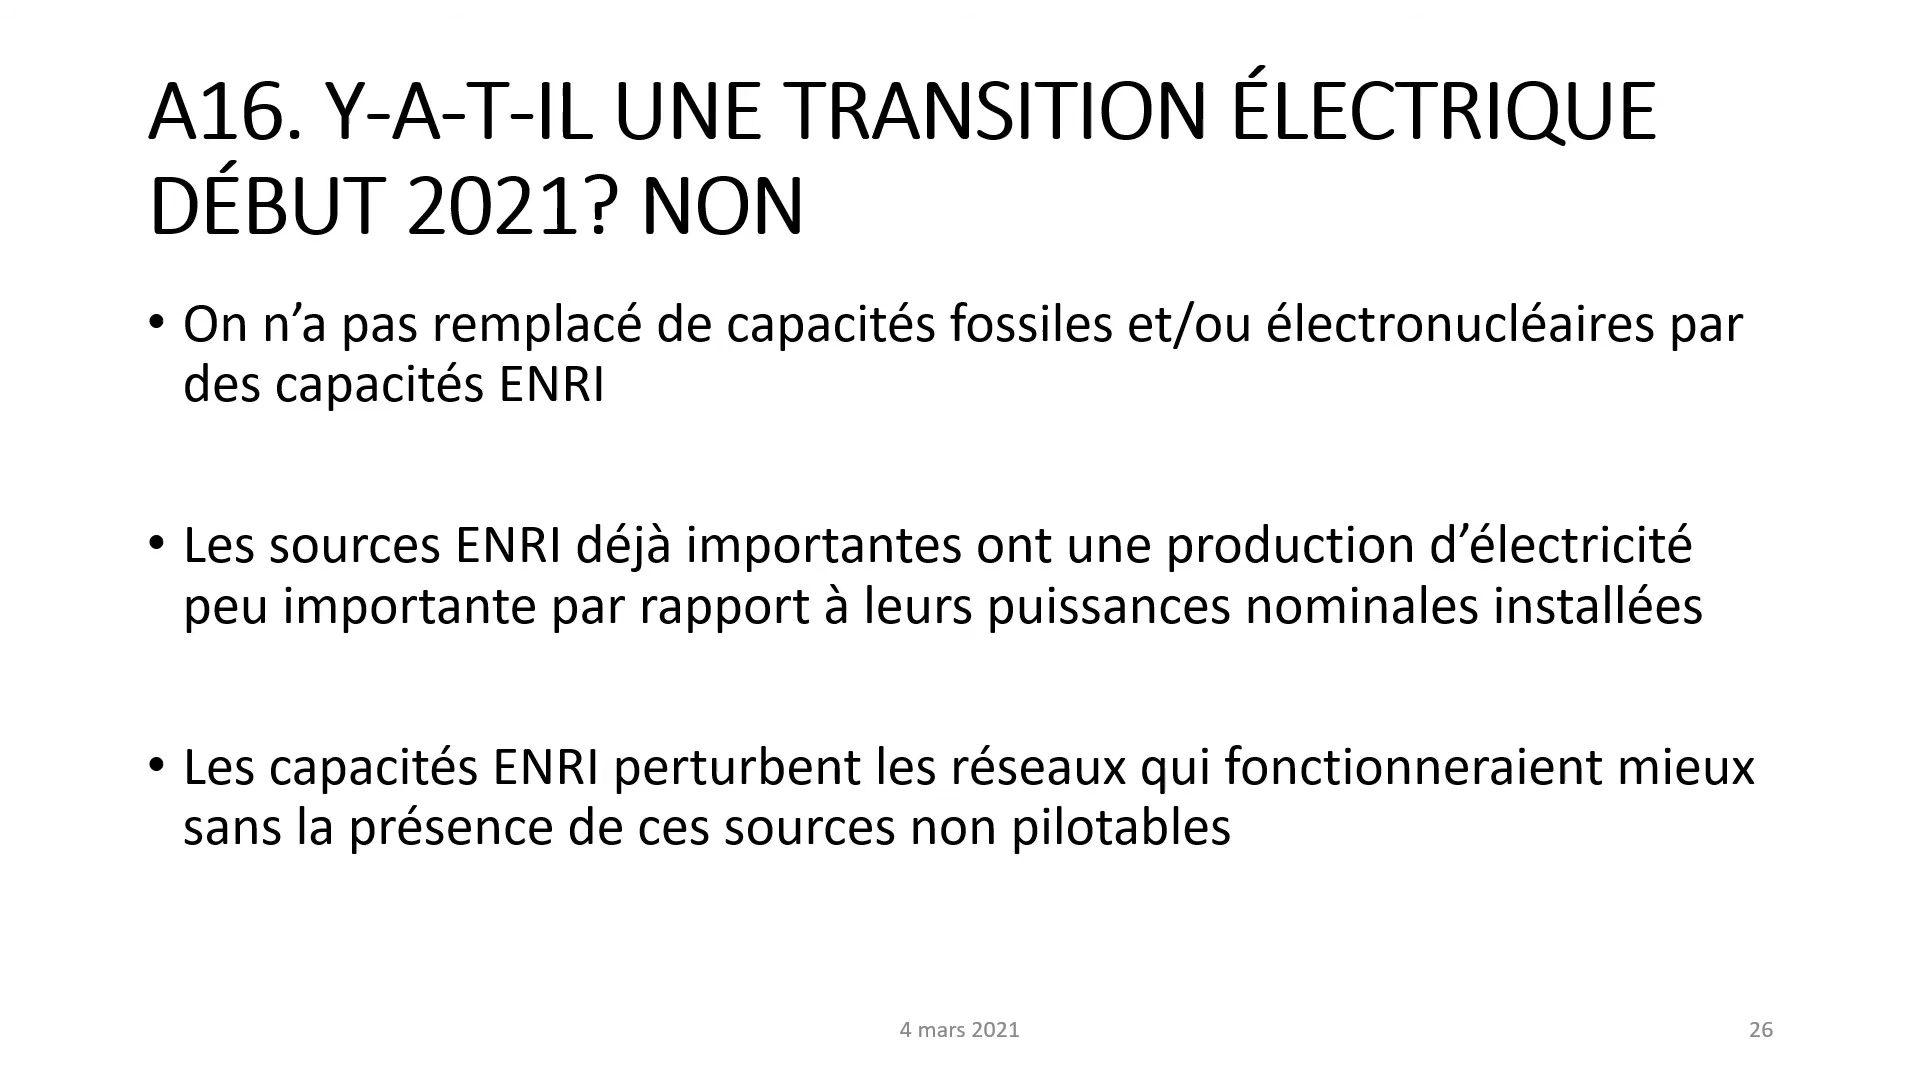 A16. Y-A-T-IL UNE TRANSITION ÉLECTRIQUE
DÉBUT 2021? NON
• On n’a pas remplacé de capacités fossiles et/ou électronucléaires par
des capacités ENRI
• Les sources ENRI déjà importantes ont une production d’électricité
peu importante par rapport à leurs puissances nominales installées
• Les capacités ENRI perturbent les réseaux qui fonctionneraient mieux
sans la présence de ces sources non pilotables
4 mars 2021
26